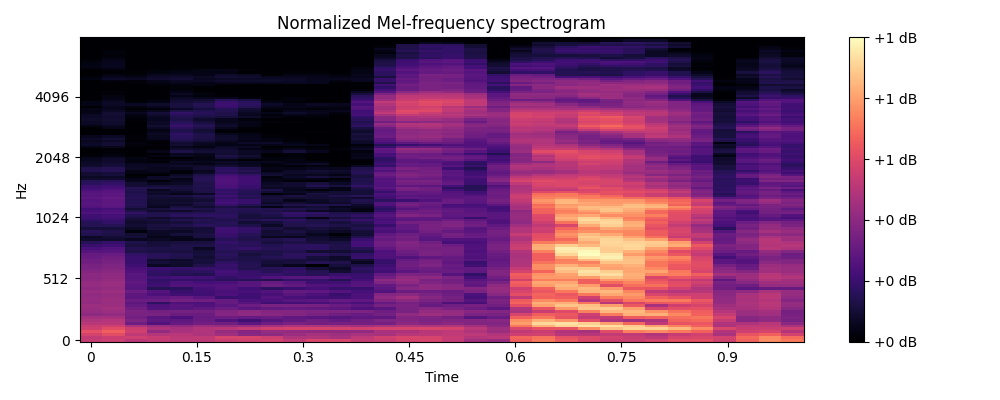 Normalized Mel-frequency spectrogram
Hz
4096
2048
1024
512
0
0 0.15 0.3 0.45 0.6 0.75 0.9
Time
+1 dB
+1 dB
+1 dB
+0 dB
+0 dB
+0 dB